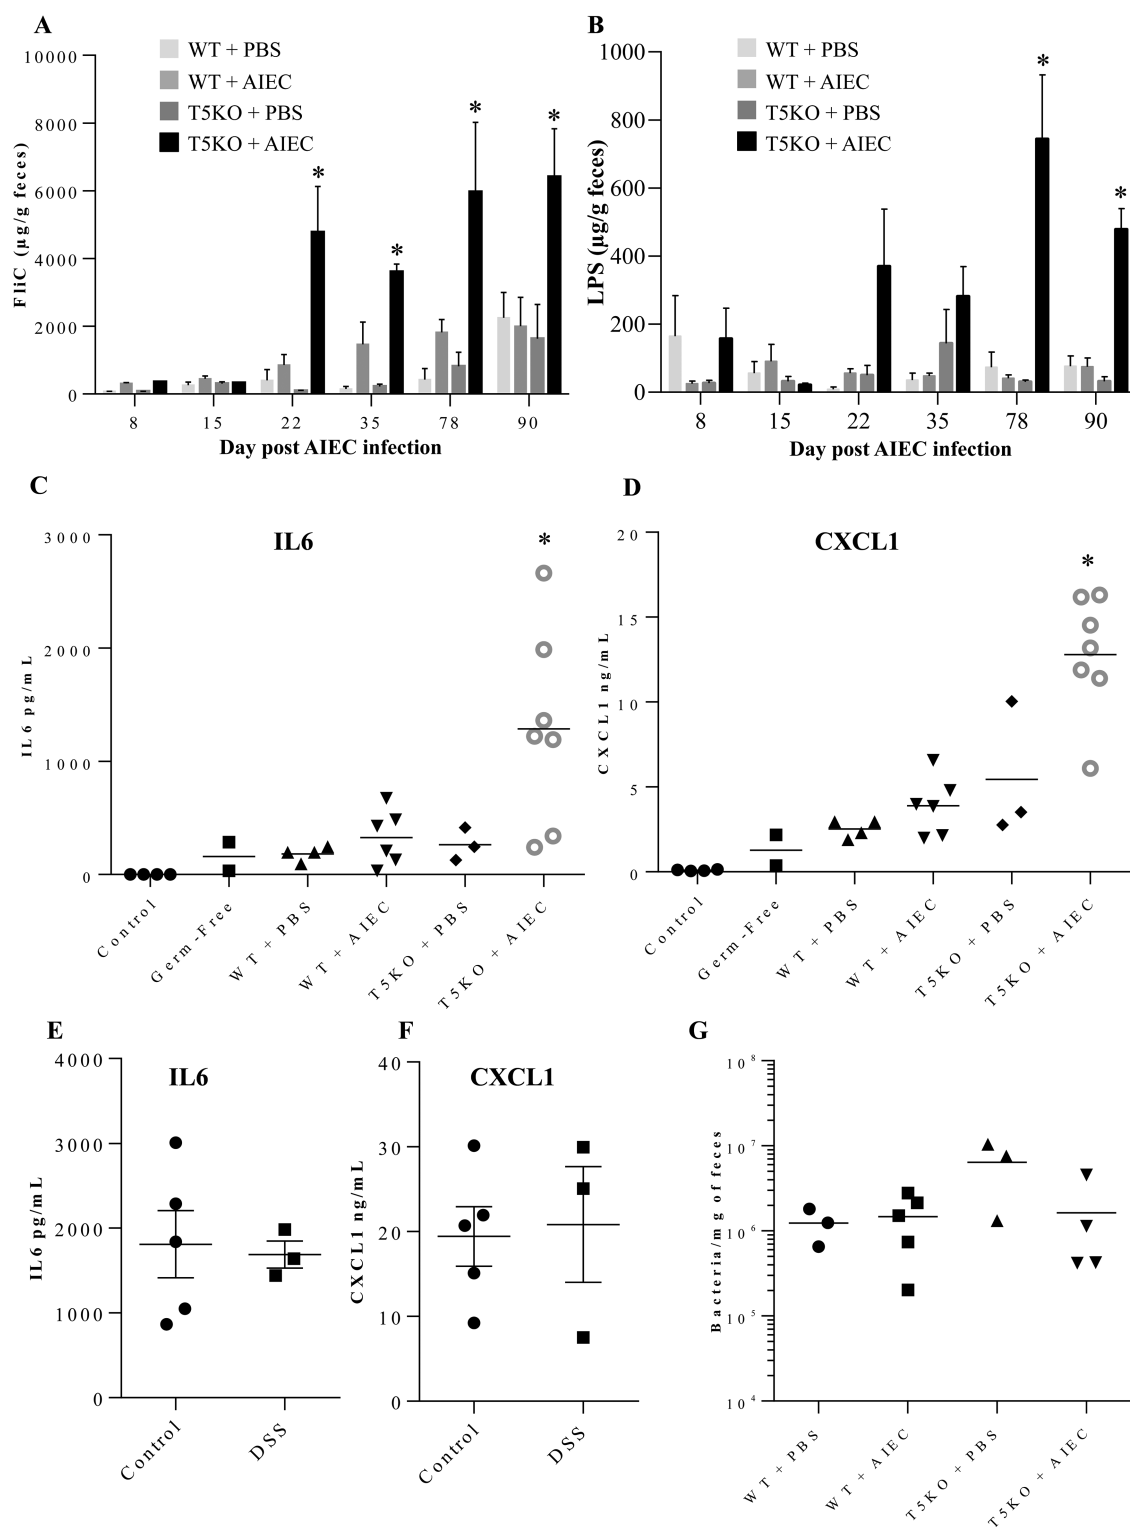 A
WT + PBS
WT + AIEC
T5KO + PBS
T5KO + AIEC
10000
8000
6000
4000
2000
0
FliC (µg/g feces)
* * * *
8 15 22 35 78 90
Day post AIEC infection
B
WT + PBS
WT + AIEC
T5KO + PBS
T5KO + AIEC
1000
800
600
400
200
0
LPS (µg/g feces)
* *
8 15 22 35 78 90
Day post AIEC infection
C
IL6
3000
2000
1000
0
IL6 pg/mL
*
Control
Germ-Free
WT + PBS
WT + AIEC
T5KO + PBS
T5KO + AIEC
D
CXCL1
20
15
10
5
0
CXCL1 ng/mL
*
Control
Germ-Free
WT + PBS
WT + AIEC
T5KO + PBS
T5KO + AIEC
E
IL6
4000
3000
2000
1000
0
IL6 pg/mL
Control
DSS
F
CXCL1
40
30
20
10
0
CXCL1 ng/mL
Control
DSS
G
10⁸
10⁷
10⁶
10⁵
10⁴
Bacteria/mg of feces
WT + PBS
WT + AIEC
T5KO + PBS
T5KO + AIEC